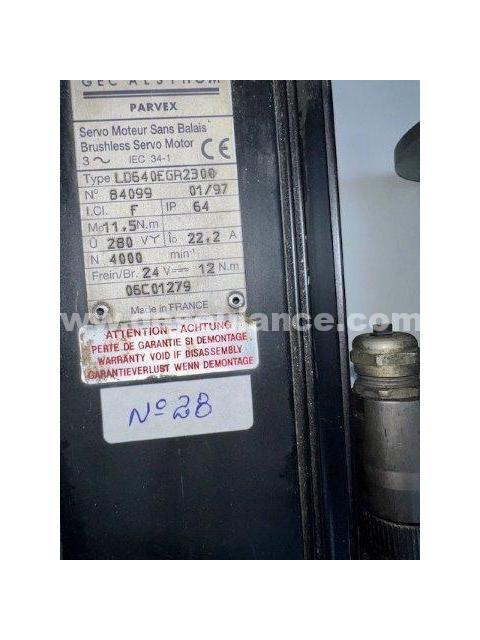 GEC ALSTHOM
PARVEX
Servo Moteur Sans Balais
Brushless Servo Motor
3 ~ IEC 34-1 CE
Type LD640EGR2300
N° 84099 01/97
I.Cl. F IP 64
Mo 11,5 N.m
U 280 V Y Io 22,2 A
N 4000 min-1
Frein/Br. 24 V 12 N.m
06C01279
Made in FRANCE
ATTENTION - ACHTUNG
PERTE DE GARANTIE SI DEMONTAGE
WARRANTY VOID IF DISASSEMBLY
GARANTIEVERLUST WENN DEMONTAGE
N° 28